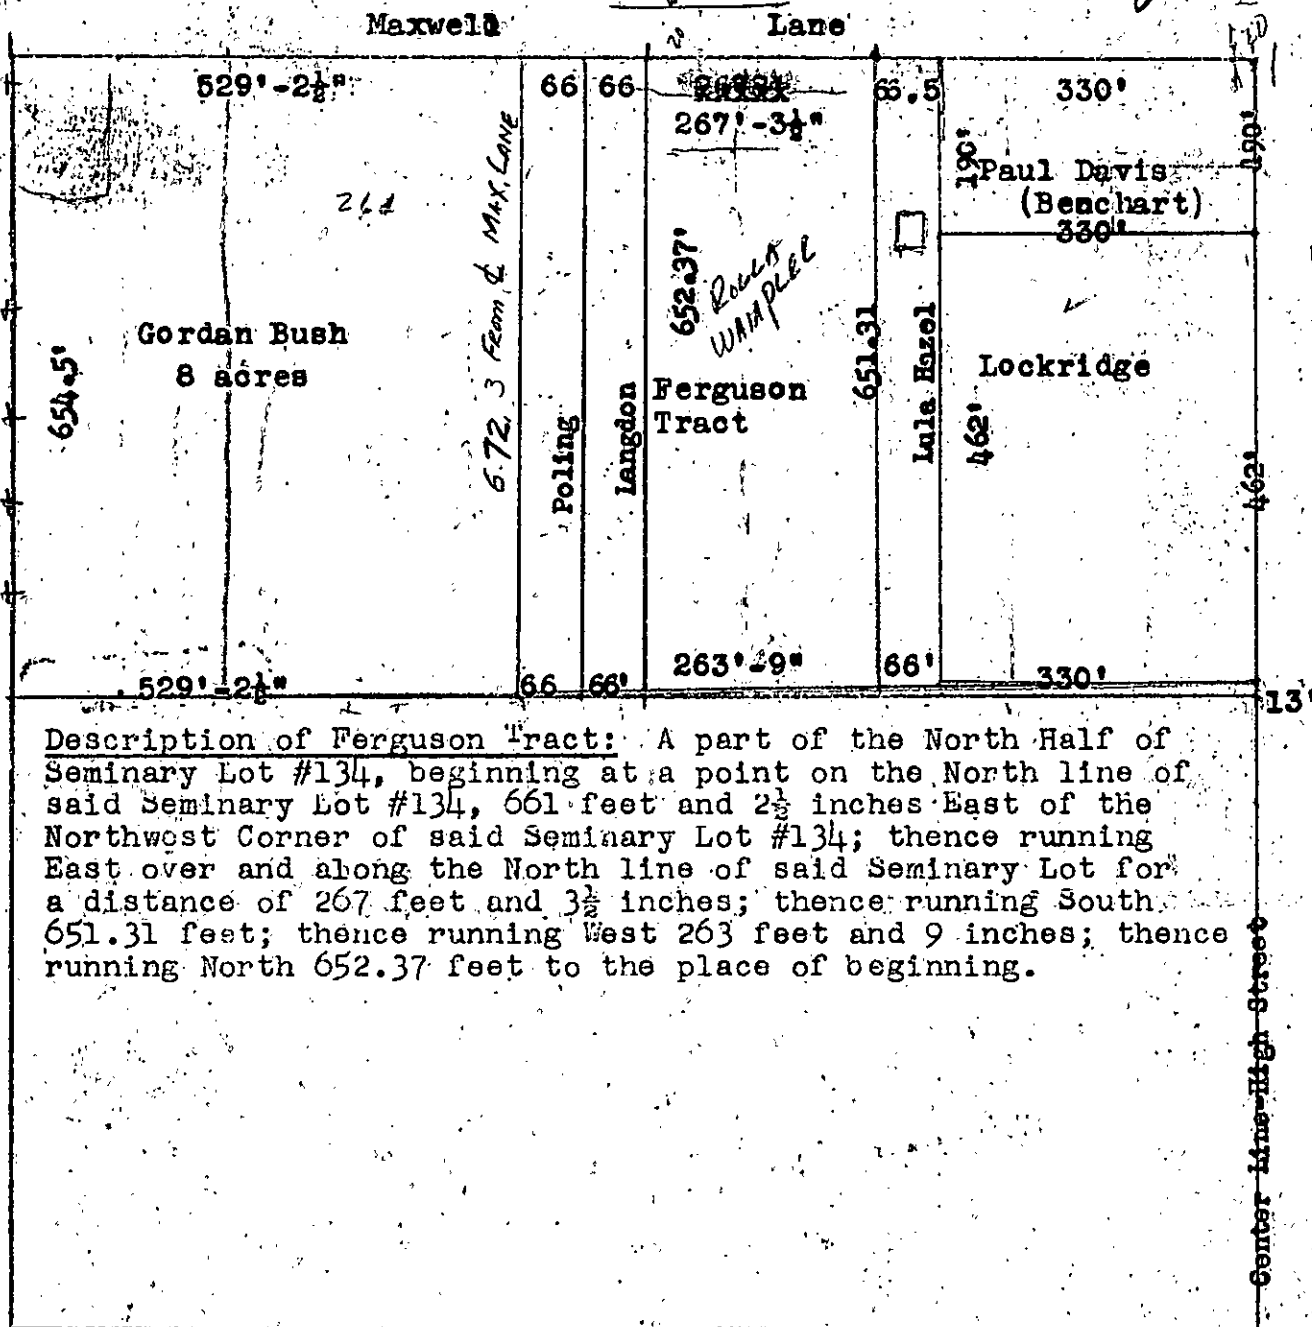 Maxwell Lane
529'-2½" 66 66 267'-3½" 66.5 330'
190' 190'
Paul Davis
(Benchart)
330'
264
6.72.3 From ⅊ MAX. LANE
652.37'
ROLLA
WAMPLER
651.31
Lula Hazel
Gordan Bush
8 acres
654.5'
Lockridge
Ferguson
Tract
Poling
Langdon
462'
462'
529'-2½" 66 66' 263'-9" 66' 330'
13'
Description of Ferguson Tract: A part of the North Half of
Seminary Lot #134, beginning at a point on the North line of
said Seminary Lot #134, 661 feet and 2½ inches East of the
Northwest Corner of said Seminary Lot #134; thence running
East over and along the North line of said Seminary Lot for
a distance of 267 feet and 3½ inches; thence running South
651.31 feet; thence running West 263 feet and 9 inches; thence
running North 652.37 feet to the place of beginning.
Center Line-High Street